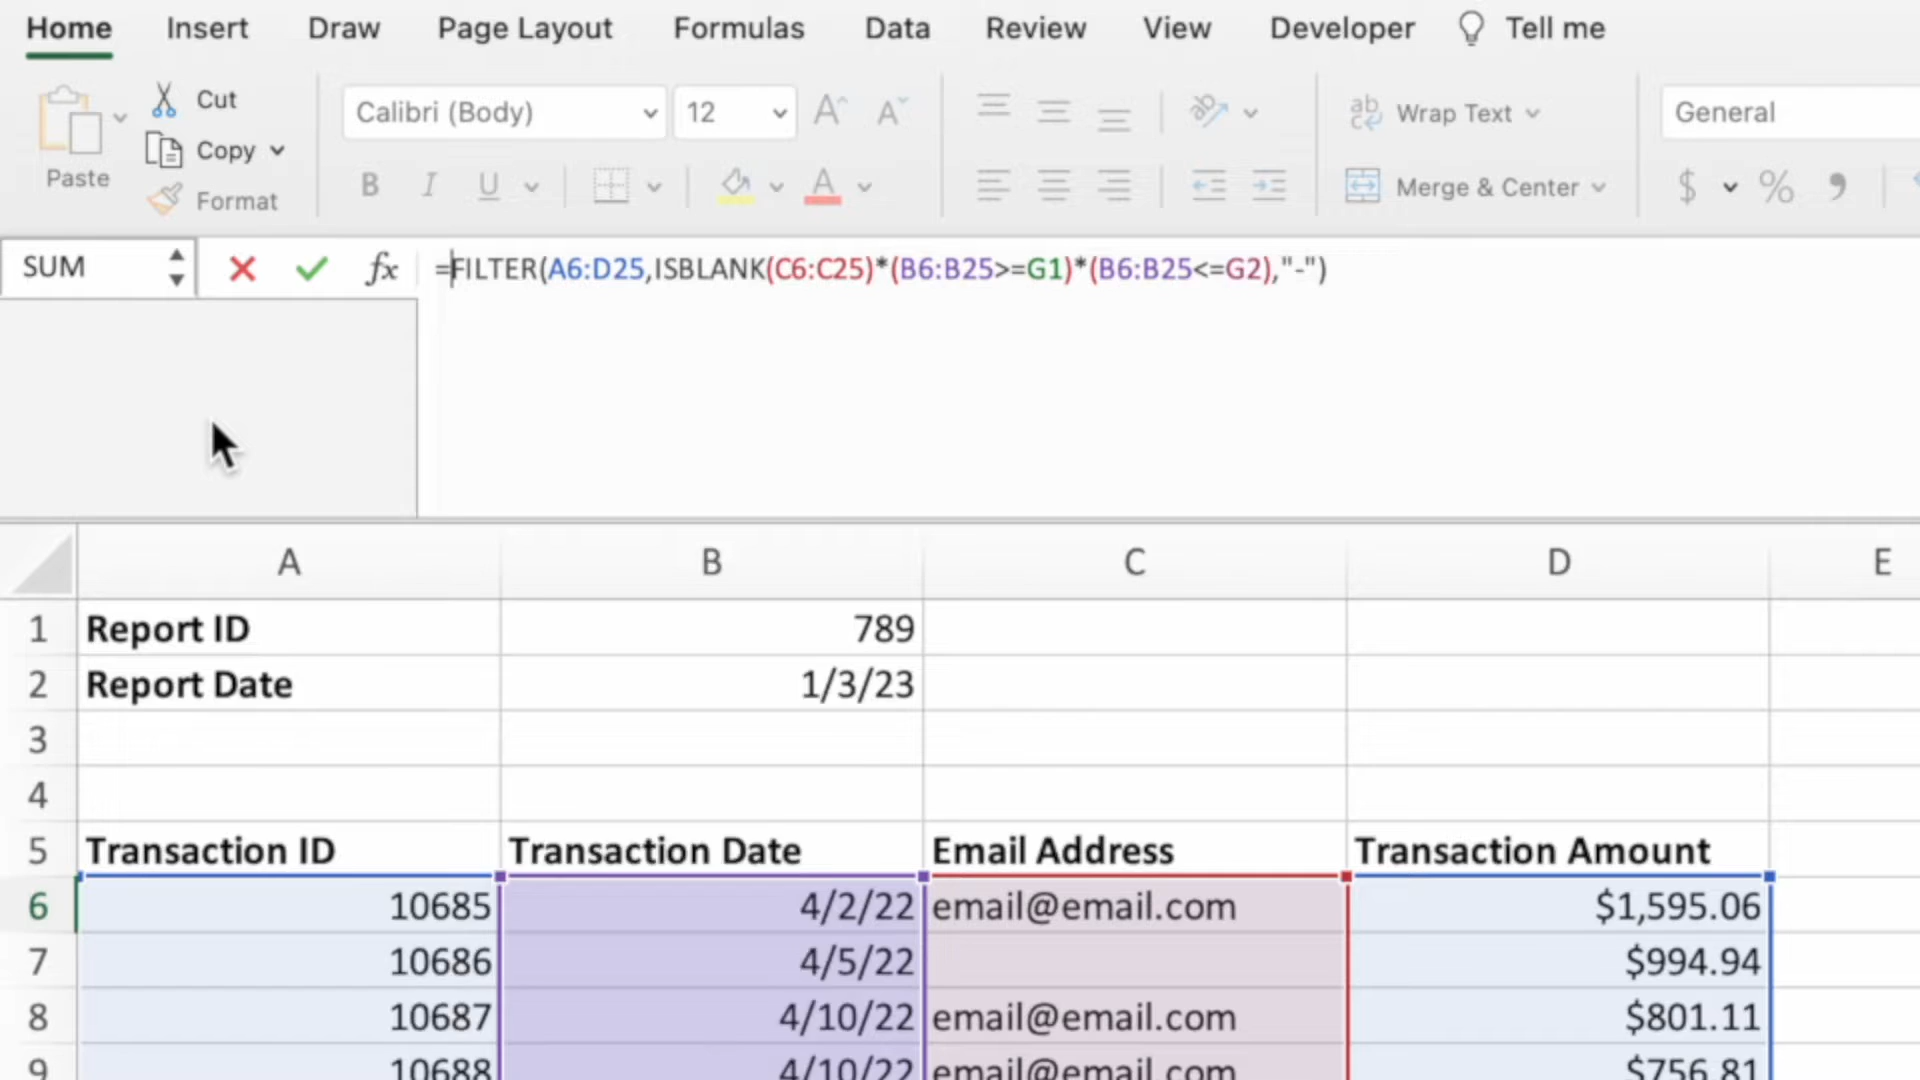 Home Insert Draw Page Layout Formulas Data Review View Developer Tell me
Cut
Calibri (Body) 12 A A ab Wrap Text General
Copy
Paste B I U A Merge & Center $ % 9
Format
SUM fx =FILTER(A6:D25,ISBLANK(C6:C25)*(B6:B25>=G1)*(B6:B25<=G2),"-")
A B C D E
1 Report ID 789
2 Report Date 1/3/23
3
4
5 Transaction ID Transaction Date Email Address Transaction Amount
6 10685 4/2/22 email@email.com $1,595.06
7 10686 4/5/22 $994.94
8 10687 4/10/22 email@email.com $801.11
9 10688 4/10/22 email@email.com $756.81